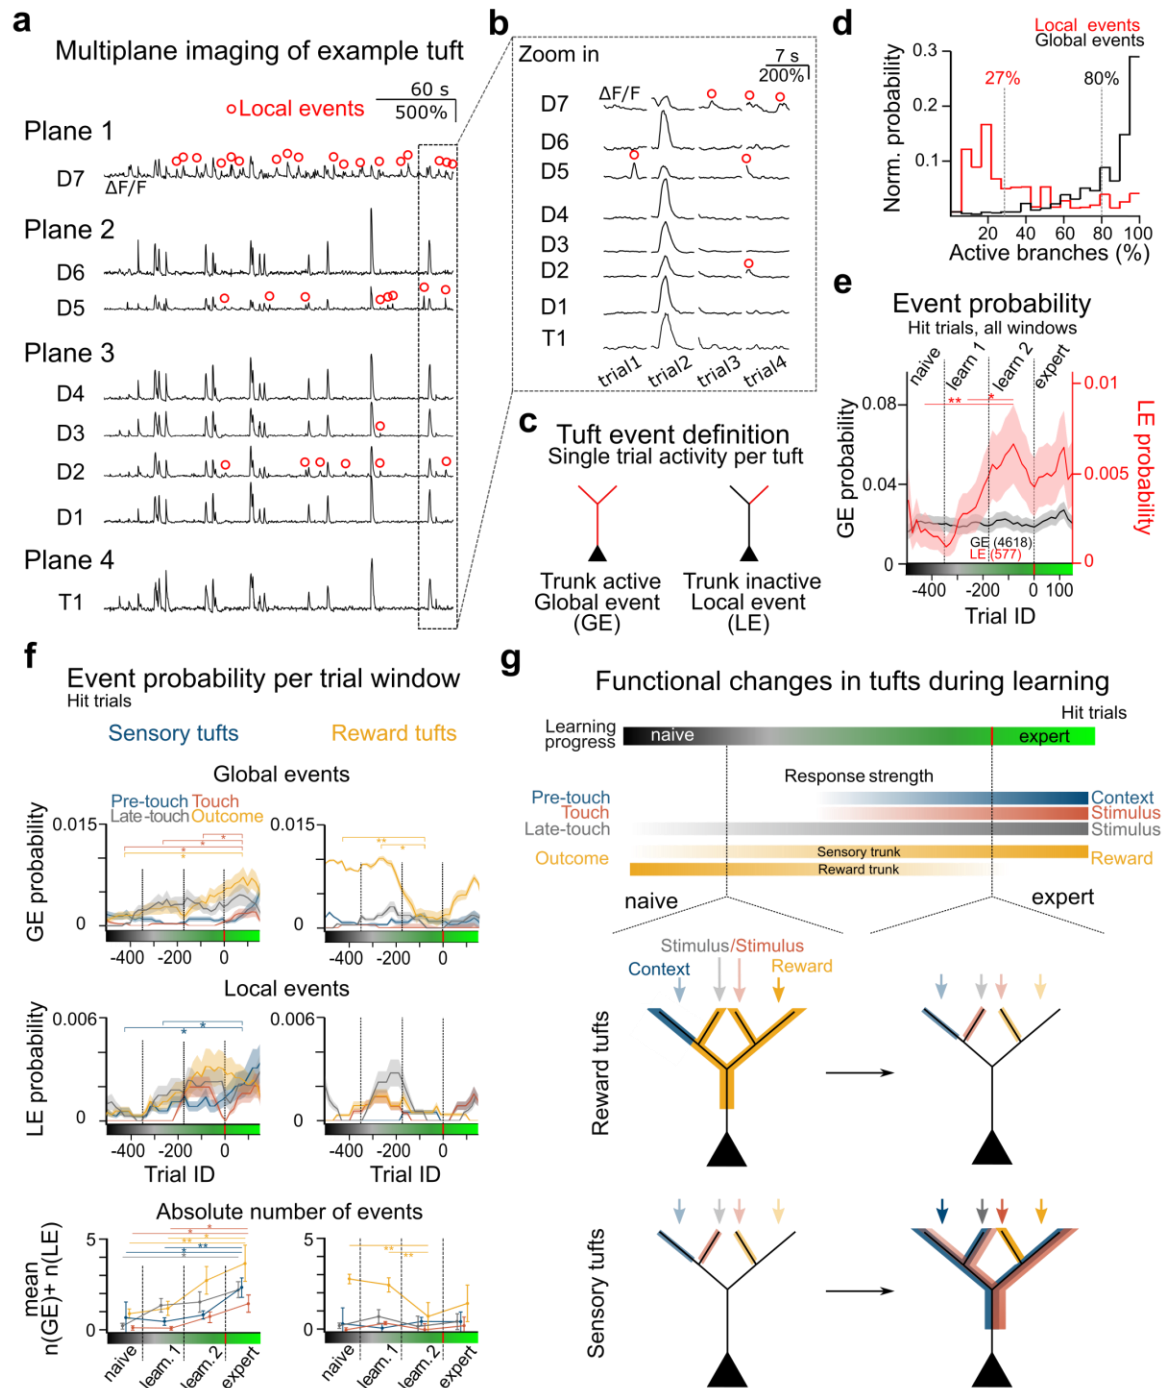 a
Multiplane imaging of example tuft
Local events
60 s
500%
Plane 1
D7
ΔF/F
Plane 2
D6
D5
Plane 3
D4
D3
D2
D1
Plane 4
T1
b
Zoom in
7 s
200%
ΔF/F
D7
D6
D5
D4
D3
D2
D1
T1
trial1 trial2 trial3 trial4
c
Tuft event definition
Single trial activity per tuft
Trunk active
Global event
(GE)
Trunk inactive
Local event
(LE)
d
Local events
Global events
Norm. probability
0.3
0.2
0.1
27%
80%
20 40 60 80 100
Active branches (%)
e
Event probability
Hit trials, all windows
naive learn 1 learn 2 expert
GE probability
0.08
0.04
0
** *
GE (4618)
LE (577)
0.01
0.005
0
LE probability
-400 -200 0 100
Trial ID
f
Event probability per trial window
Hit trials
Sensory tufts Reward tufts
Global events
Pre-touch Touch
Late-touch Outcome
GE probability
0.015
0
*
*
*
-400 -200 0
0.015
0
**
*
-400 -200 0
Local events
LE probability
0.006
0
*
*
-400 -200 0
Trial ID
0.006
0
-400 -200 0
Trial ID
Absolute number of events
mean
n(GE)+ n(LE)
5
0
*
*
*
**
**
*
*
naive learn. 1 learn. 2 expert
5
0
**
**
naive learn. 1 learn. 2 expert
g
Functional changes in tufts during learning
Hit trials
Learning
progress
naive
expert
Response strength
Pre-touch Context
Touch Stimulus
Late-touch Stimulus
Outcome Sensory trunk Reward
Reward trunk
naive expert
Stimulus/Stimulus
Context Reward
Reward tufts
Sensory tufts